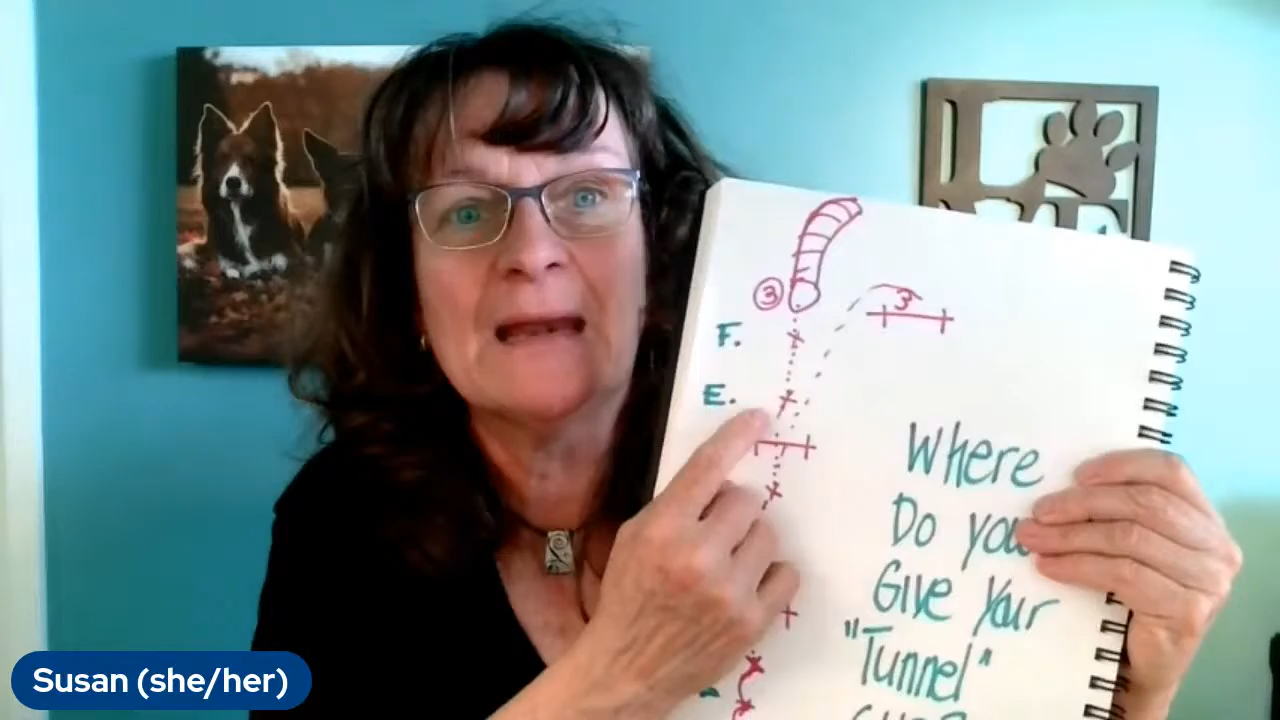 3
3
F.
E.
Where
Do you
Give Your
"Tunnel"
Susan (she/her)